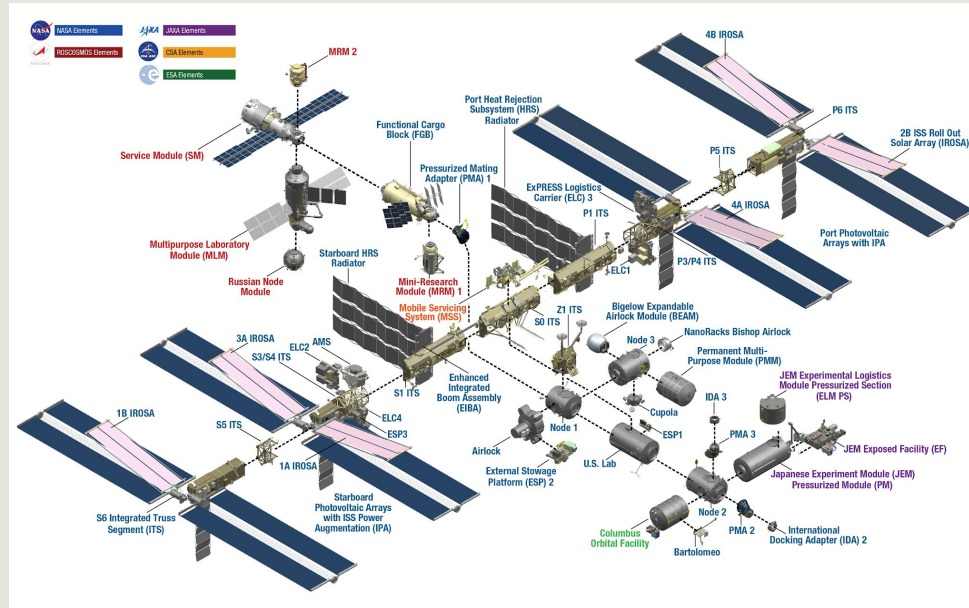 NASA
NASA Elements
ROSCOSMOS
ROSCOSMOS Elements
JAXA
JAXA Elements
CSA Elements
esa
ESA Elements
MRM 2
Service Module (SM)
Functional Cargo
Block (FGB)
Pressurized Mating
Adapter (PMA) 1
Port Heat Rejection
Subsystem (HRS)
Radiator
ExPRESS Logistics
Carrier (ELC) 3
4B IROSA
P6 ITS
P5 ITS
2B ISS Roll Out
Solar Array (IROSA)
4A IROSA
Port Photovoltaic
Arrays with IPA
P1 ITS
P3/P4 ITS
ELC1
Multipurpose Laboratory
Module (MLM)
Russian Node
Module
Starboard HRS
Radiator
Mini-Research
Module (MRM) 1
Mobile Servicing
System (MSS)
S0 ITS
Z1 ITS
Bigelow Expandable
Airlock Module (BEAM)
Node 3
NanoRacks Bishop Airlock
Permanent Multi-
Purpose Module (PMM)
JEM Experimental Logistics
Module Pressurized Section
(ELM PS)
3A IROSA
S3/S4 ITS
ELC2
AMS
S1 ITS
Enhanced
Integrated
Boom Assembly
(EIBA)
Node 1
Cupola
ESP1
IDA 3
PMA 3
JEM Exposed Facility (EF)
1B IROSA
S5 ITS
ELC4
ESP3
1A IROSA
Airlock
External Stowage
Platform (ESP) 2
U.S. Lab
Japanese Experiment Module (JEM)
Pressurized Module (PM)
S6 Integrated Truss
Segment (ITS)
Starboard
Photovoltaic Arrays
with ISS Power
Augmentation (IPA)
Columbus
Orbital Facility
Bartolomeo
Node 2
PMA 2
International
Docking Adapter (IDA) 2